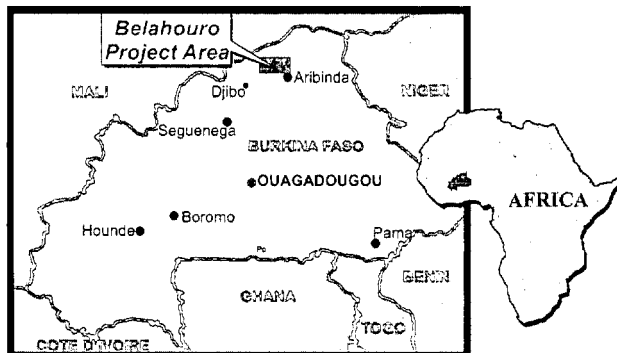 Belahouro
Project Area
Aribinda
MALI
Djibo
NIGER
Seguenega
BURKINA FASO
OUAGADOUGOU
AFRICA
Boromo
Hounde
Pama
BENIN
GHANA
TOGO
COTE D'IVOIRE